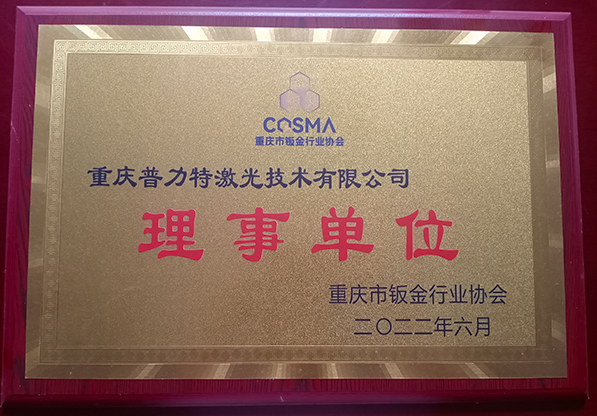 COSMA
重庆市钣金行业协会
重庆普力特激光技术有限公司
理事单位
重庆市钣金行业协会
二〇二二年六月